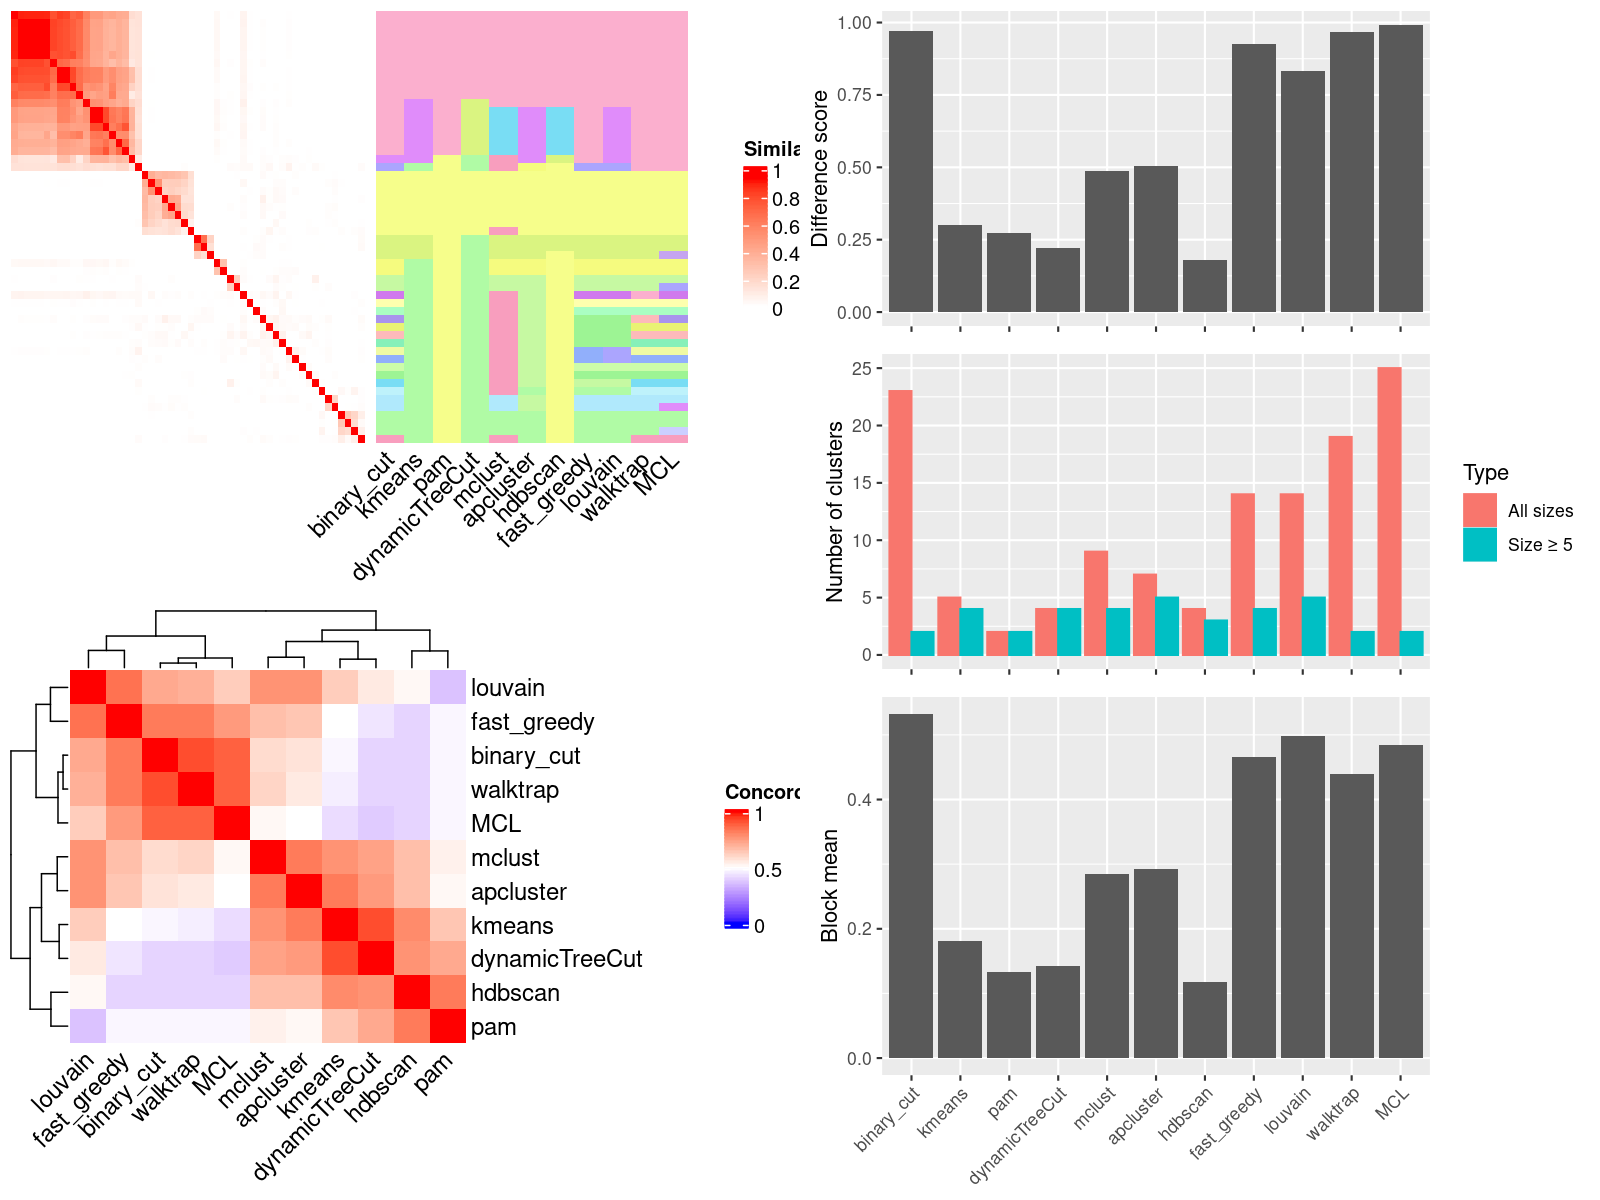 Simila
1
0.8
0.6
0.4
0.2
0
binary_cut
kmeans
pam
dynamicTreeCut
mclust
apcluster
hdbscan
fast_greedy
louvain
walktrap
MCL
louvain
fast_greedy
binary_cut
walktrap
MCL
mclust
apcluster
kmeans
dynamicTreeCut
hdbscan
pam
louvain
fast_greedy
binary_cut
walktrap
MCL
mclust
apcluster
kmeans
dynamicTreeCut
hdbscan
pam
Concord
1
0.5
0
Difference score
1.00
0.75
0.50
0.25
0.00
Number of clusters
25
20
15
10
5
0
Type
All sizes
Size ≥ 5
Block mean
0.4
0.2
0.0
binary_cut
kmeans
pam
dynamicTreeCut
mclust
apcluster
hdbscan
fast_greedy
louvain
walktrap
MCL